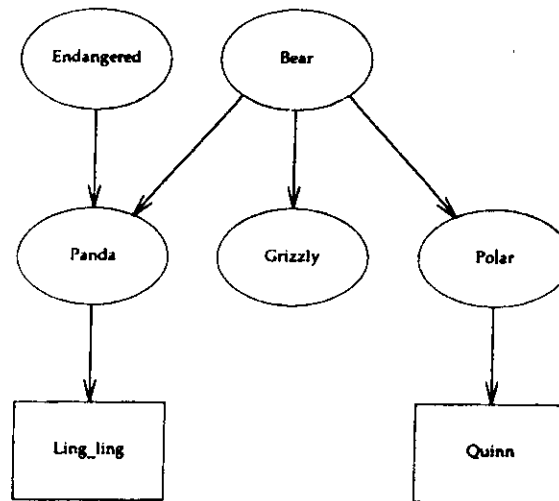 Endangered
Bear
Panda
Grizzly
Polar
Ling_ling
Quinn